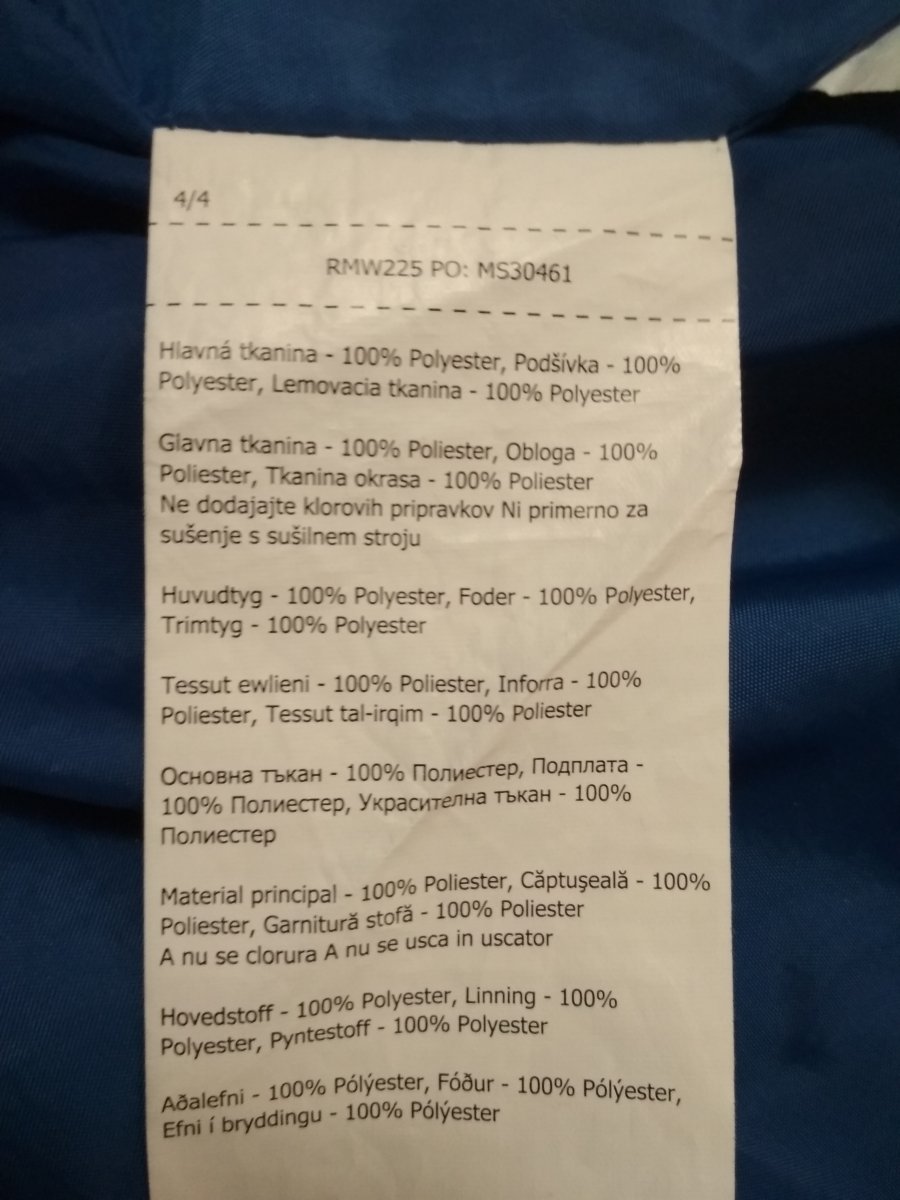 4/4
RMW225 PO: MS30461
Hlavná tkanina - 100% Polyester, Podšívka - 100%
Polyester, Lemovacia tkanina - 100% Polyester
Glavna tkanina - 100% Poliester, Obloga - 100%
Poliester, Tkanina okrasa - 100% Poliester
Ne dodajajte klorovih pripravkov Ni primerno za
sušenje s sušilnem stroju
Huvudtyg - 100% Polyester, Foder - 100% Polyester,
Trimtyg - 100% Polyester
Tessut ewlieni - 100% Poliester, Inforra - 100%
Poliester, Tessut tal-irqim - 100% Poliester
Основна тъкан - 100% Полиестер, Подплата -
100% Полиестер, Украсителна тъкан - 100%
Полиестер
Material principal - 100% Poliester, Căptuşeală - 100%
Poliester, Garnitură stofă - 100% Poliester
A nu se clorura A nu se usca in uscator
Hovedstoff - 100% Polyester, Linning - 100%
Polyester, Pyntestoff - 100% Polyester
Aðalefni - 100% Pólýester, Fóður - 100% Pólýester,
Efni í bryddingu - 100% Pólýester